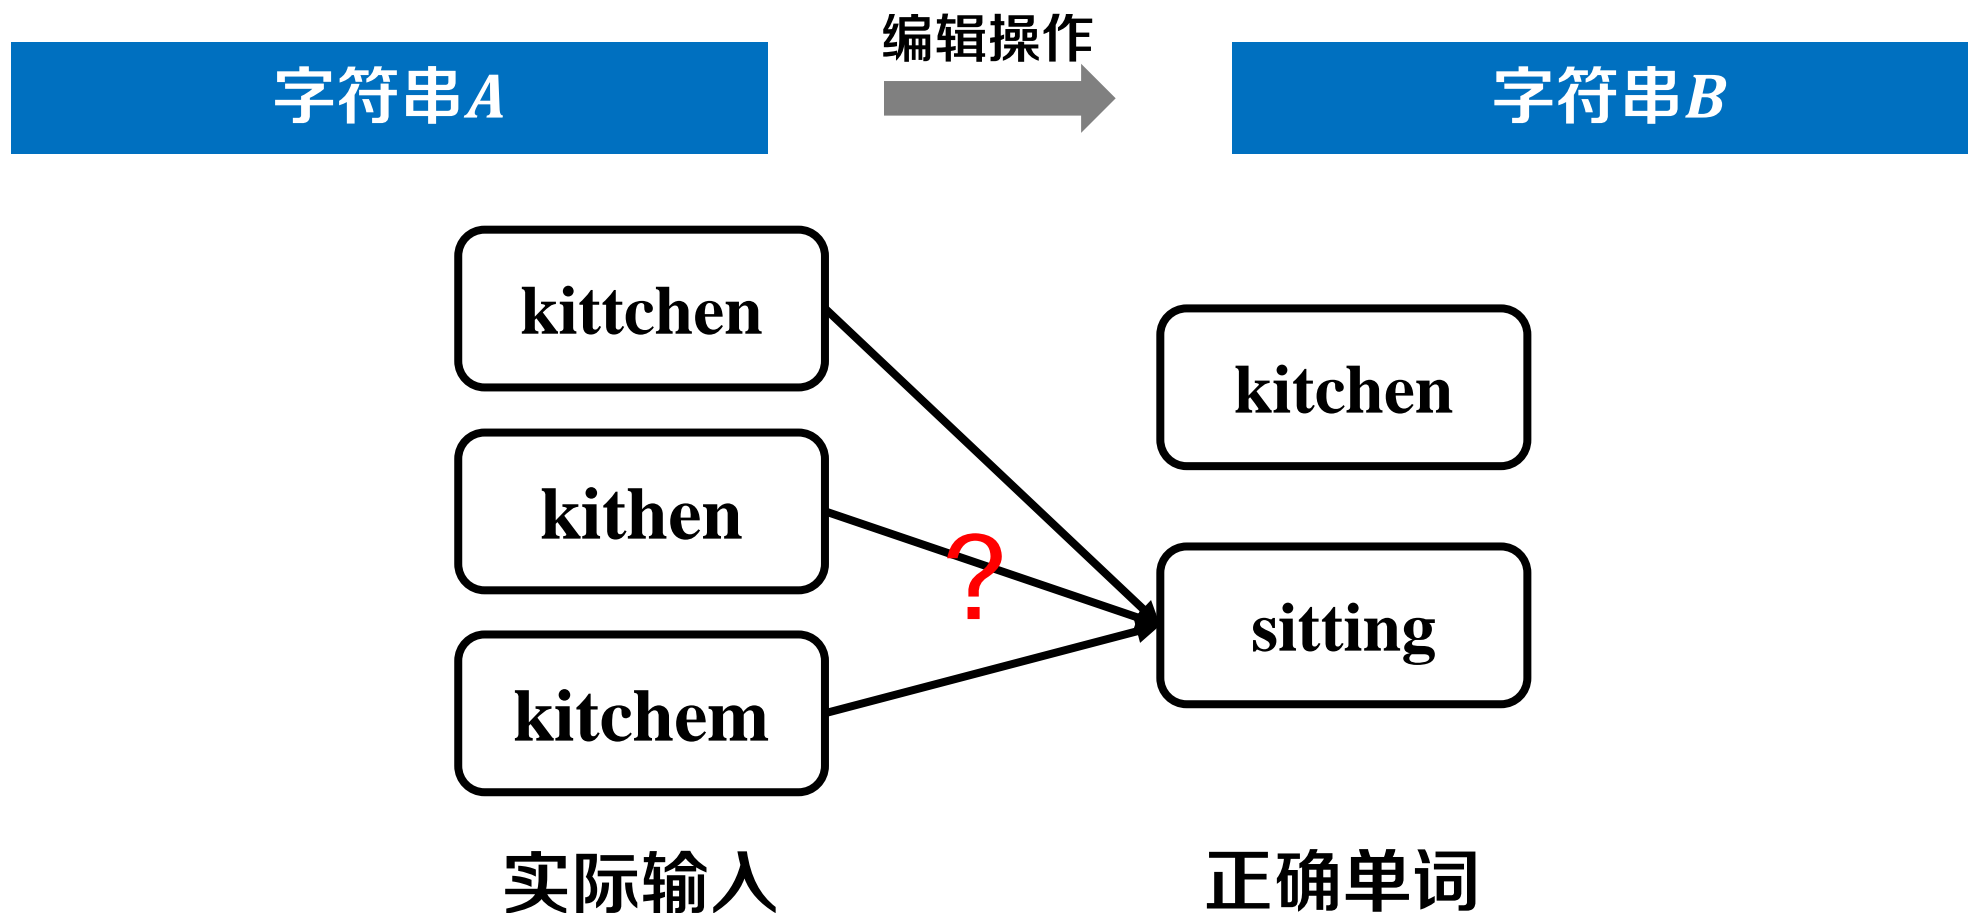 编辑操作
字符串A
字符串B
kittchen
kitchen
kithen
?
sitting
kitchem
实际输入
正确单词